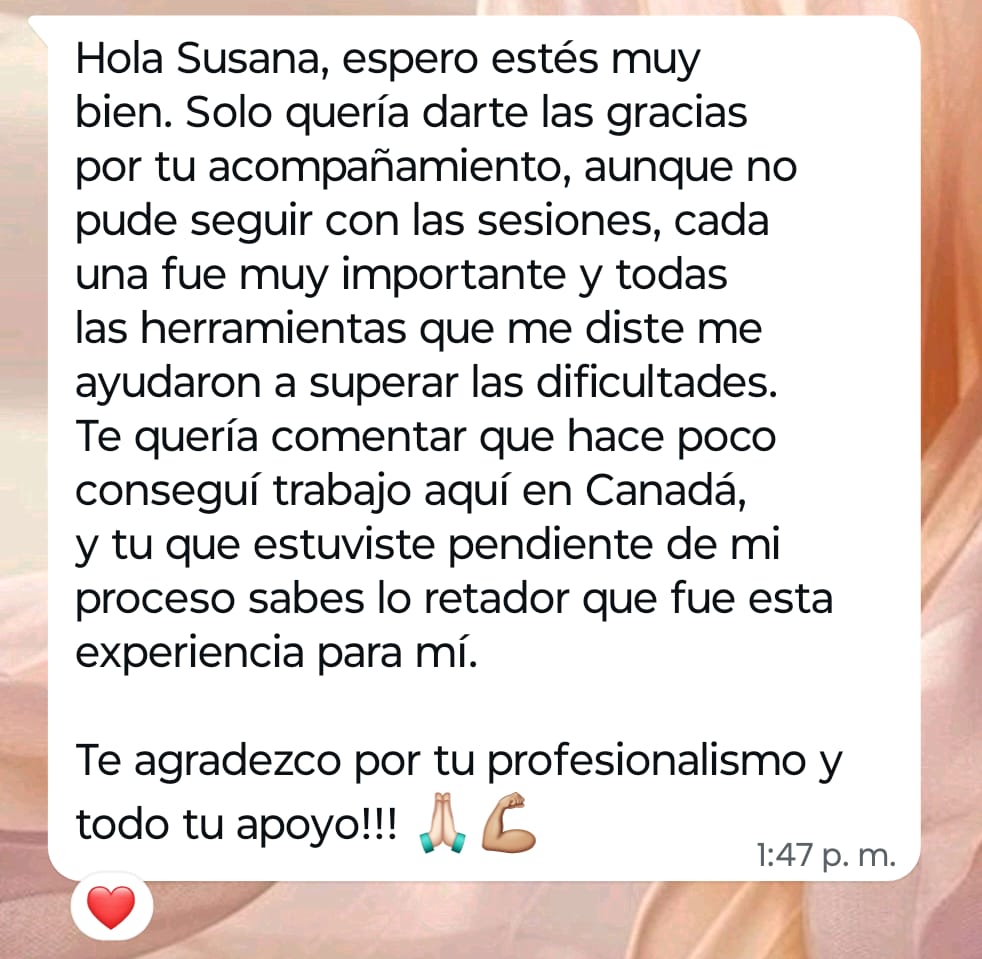 Hola Susana, espero estés muy
bien. Solo quería darte las gracias
por tu acompañamiento, aunque no
pude seguir con las sesiones, cada
una fue muy importante y todas
las herramientas que me diste me
ayudaron a superar las dificultades.
Te quería comentar que hace poco
conseguí trabajo aquí en Canadá,
y tu que estuviste pendiente de mi
proceso sabes lo retador que fue esta
experiencia para mí.
Te agradezco por tu profesionalismo y
todo tu apoyo!!! 🙏🏼💪🏼
1:47 p. m.